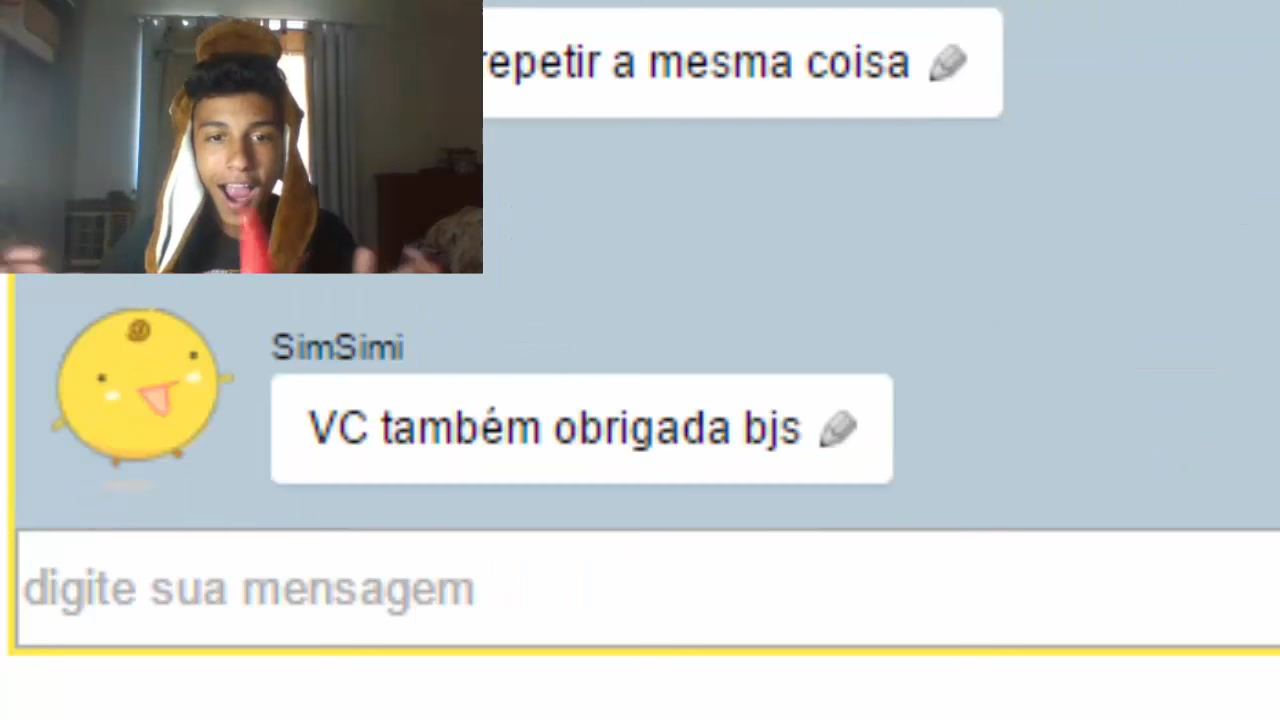 repetir a mesma coisa
SimSimi
VC também obrigada bjs
digite sua mensagem